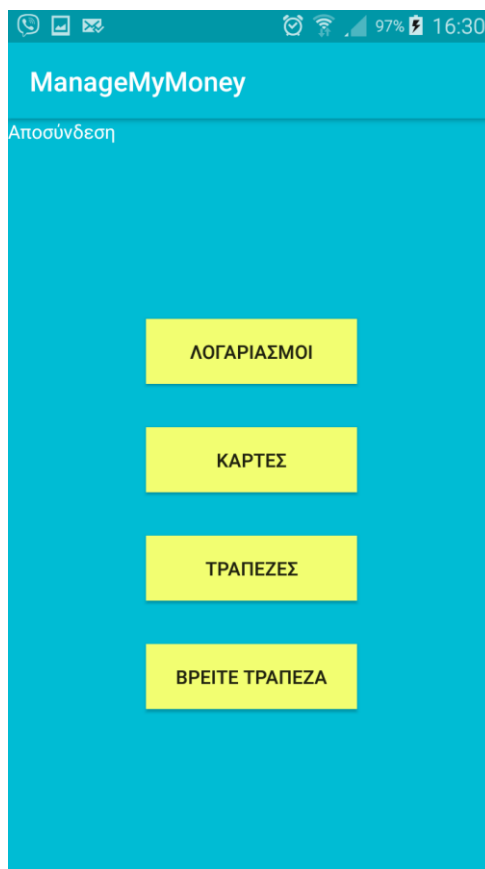 97% 16:30
ManageMyMoney
Αποσύνδεση
ΛΟΓΑΡΙΑΣΜΟΙ
ΚΑΡΤΕΣ
ΤΡΑΠΕΖΕΣ
ΒΡΕΙΤΕ ΤΡΑΠΕΖΑ